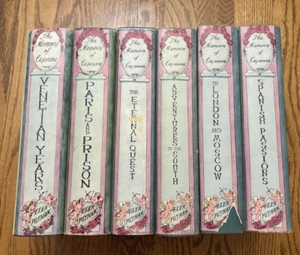 The
Memoirs
of
Casanova
VENETIAN YEARS
The
Memoirs
of
Casanova
PARIS AND PRISON
The
Memoirs
of
Casanova
THE ETERNAL QUEST
The
Memoirs
of
Casanova
ADVENTURES IN THE SOUTH
The
Memoirs
of
Casanova
IN LONDON AND MOSCOW
The
Memoirs
of
Casanova
SPANISH PASSIONS